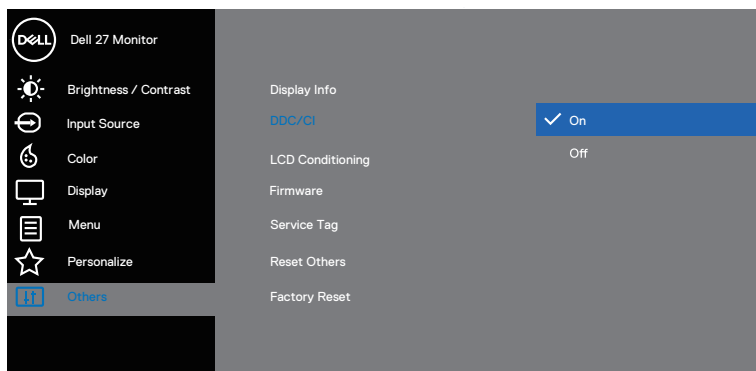 DELL Dell 27 Monitor
Brightness / Contrast
Input Source
Color
Display
Menu
Personalize
Others
Display Info
DDC/CI
LCD Conditioning
Firmware
Service Tag
Reset Others
Factory Reset
On
Off